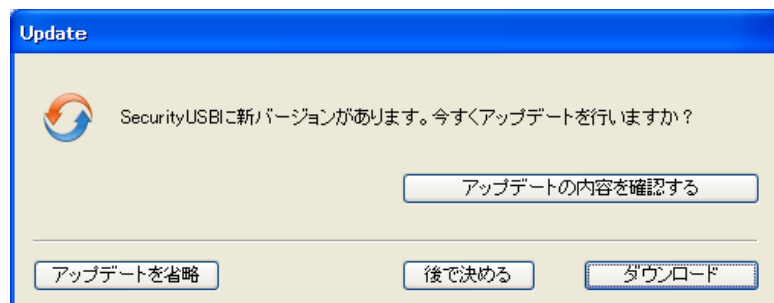 Update
SecurityUSBに新バージョンがあります。今すぐアップデートを行いますか？
アップデートの内容を確認する
アップデートを省略 後で決める ダウンロード